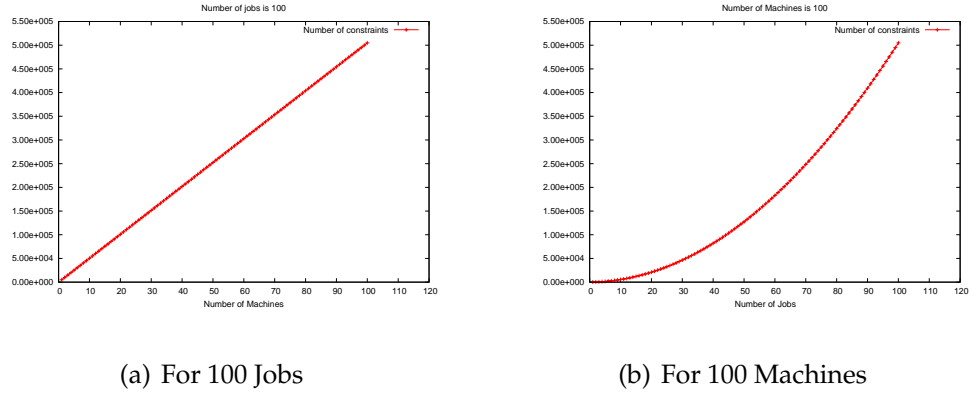 Number of jobs is 100
5.50e+005
5.00e+005
4.50e+005
4.00e+005
3.50e+005
3.00e+005
2.50e+005
2.00e+005
1.50e+005
1.00e+005
5.00e+004
0.00e+000
Number of constraints
0 10 20 30 40 50 60 70 80 90 100 110 120
Number of Machines
(a) For 100 Jobs
Number of Machines is 100
5.50e+005
5.00e+005
4.50e+005
4.00e+005
3.50e+005
3.00e+005
2.50e+005
2.00e+005
1.50e+005
1.00e+005
5.00e+004
0.00e+000
Number of constraints
0 10 20 30 40 50 60 70 80 90 100 110 120
Number of Jobs
(b) For 100 Machines